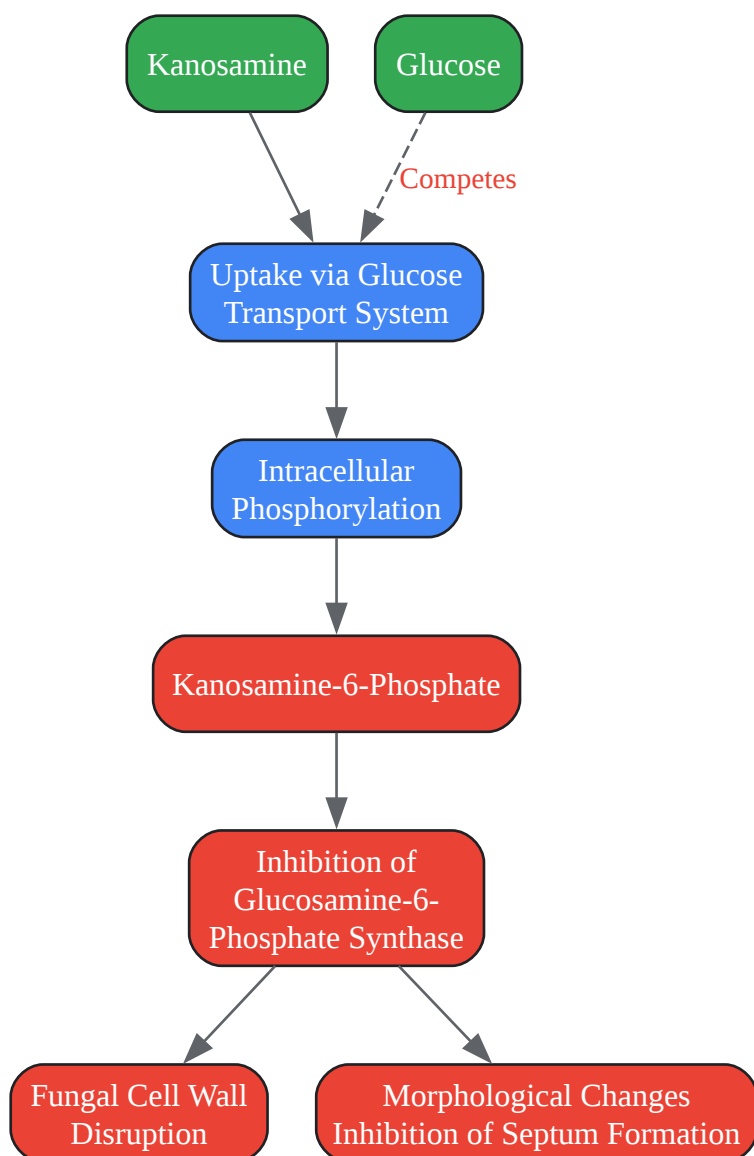 Kanosamine
Glucose
Competes
Uptake via Glucose
Transport System
Intracellular
Phosphorylation
Kanosamine-6-Phosphate
Inhibition of
Glucosamine-6-
Phosphate Synthase
Fungal Cell Wall
Disruption
Morphological Changes
Inhibition of Septum Formation